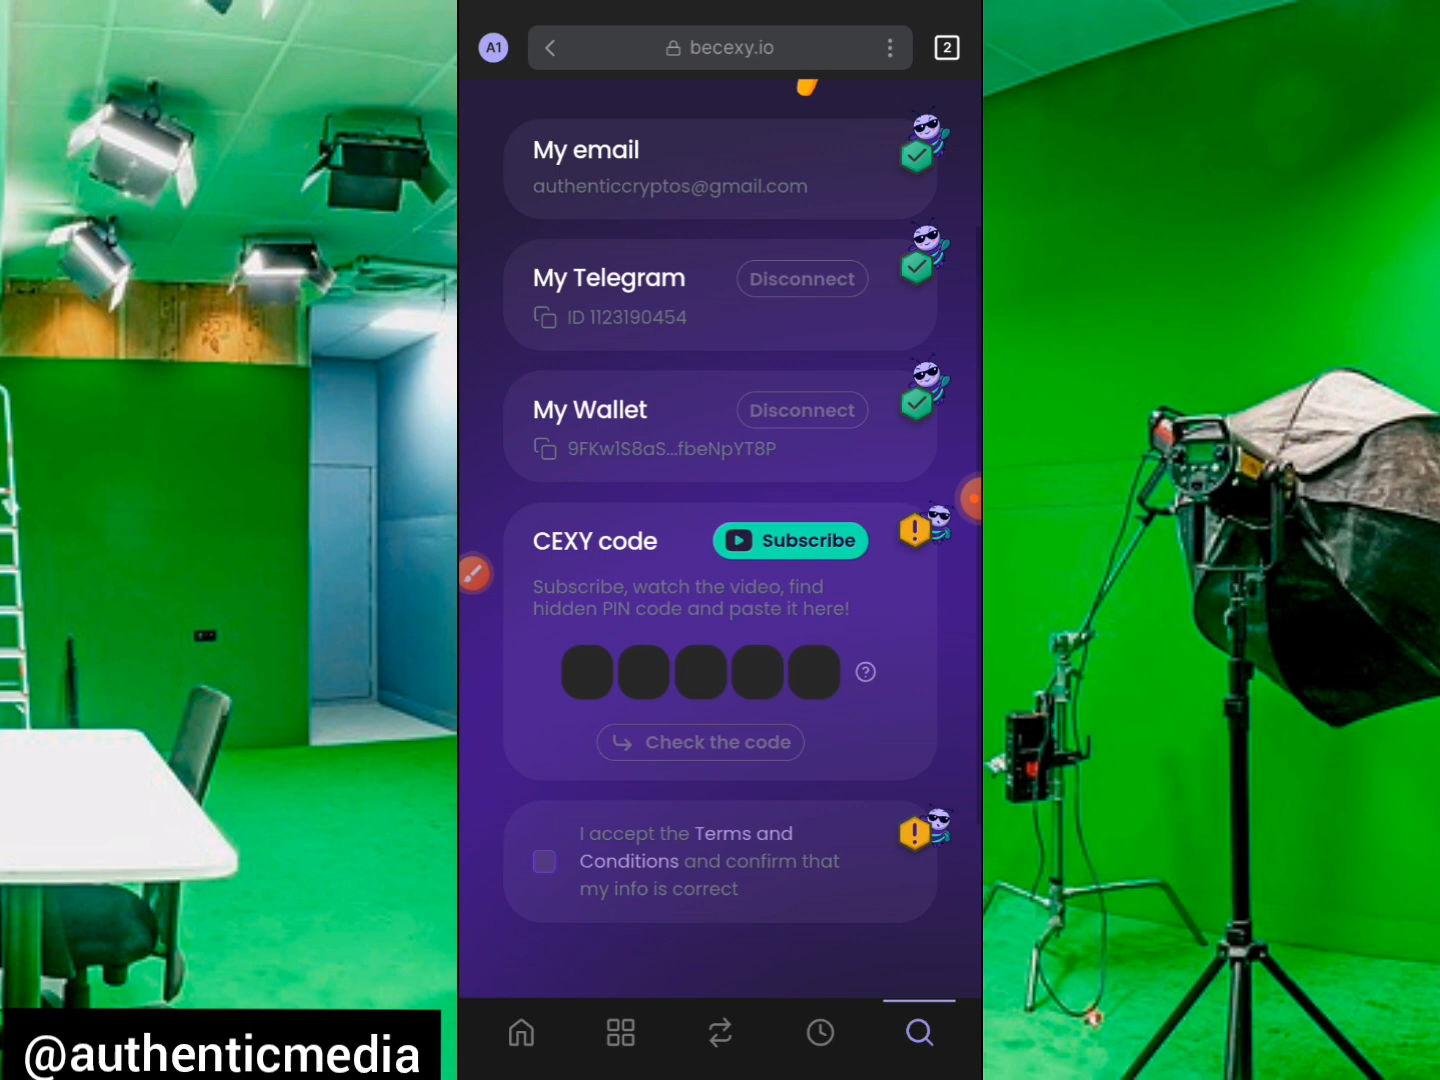 A1
becexy.io
2
My email
authenticcryptos@gmail.com
My Telegram
Disconnect
ID 1123190454
My Wallet
Disconnect
9FKw1S8aS...fbeNpYT8P
CEXY code
Subscribe
Subscribe, watch the video, find
hidden PIN code and paste it here!
Check the code
I accept the Terms and
Conditions and confirm that
my info is correct
@authenticmedia